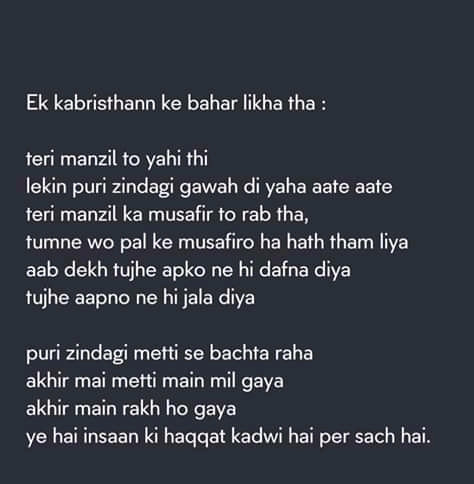 Ek kabristhann ke bahar likha tha :
teri manzil to yahi thi
lekin puri zindagi gawah di yaha aate aate
teri manzil ka musafir to rab tha,
tumne wo pal ke musafiro ha hath tham liya
aab dekh tujhe apko ne hi dafna diya
tujhe aapno ne hi jala diya
puri zindagi metti se bachta raha
akhir mai metti main mil gaya
akhir main rakh ho gaya
ye hai insaan ki haqqat kadwi hai per sach hai.